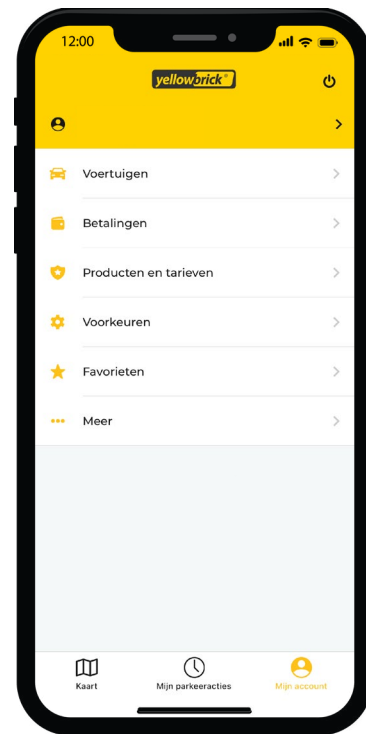 12:00
yellowbrick®
Voertuigen
Betalingen
Producten en tarieven
Voorkeuren
Favorieten
Meer
Kaart
Mijn parkeeracties
Mijn account